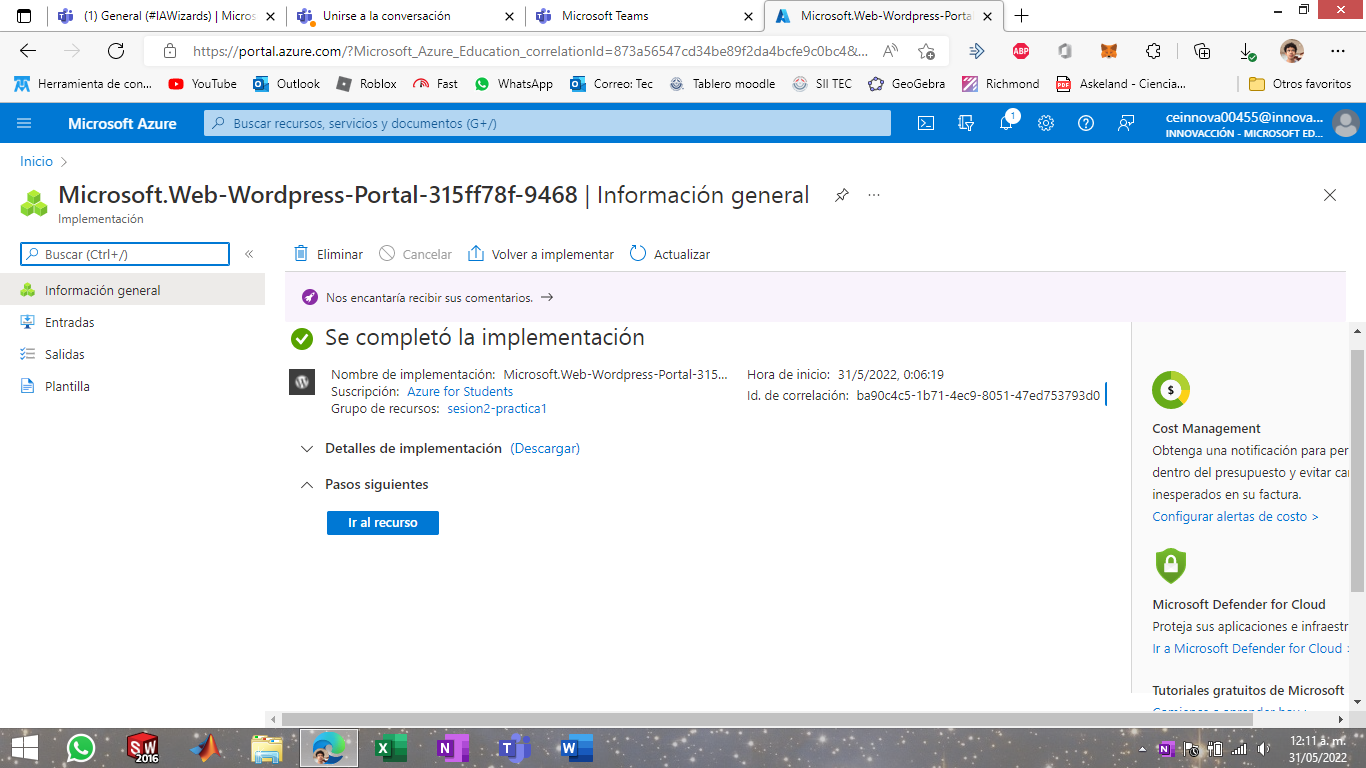 (1) General (#IAWizards) | Micros
Unirse a la conversación
Microsoft Teams
Microsoft.Web-Wordpress-Portal
https://portal.azure.com/?Microsoft_Azure_Education_correlationId=873a56547cd34be89f2da4bcfe9c0bc4&...
ABP
Herramienta de con...
YouTube
Outlook
Roblox
Fast
WhatsApp
Correo: Tec
Tablero moodle
SII TEC
GeoGebra
Richmond
PDF
Askeland - Ciencia...
Otros favoritos
Microsoft Azure
Buscar recursos, servicios y documentos (G+/)
1
ceinnova00455@innova...
INNOVACCIÓN - MICROSOFT ED...
Inicio
Microsoft.Web-Wordpress-Portal-315ff78f-9468 | Información general
...
Implementación
Buscar (Ctrl+/)
«
Eliminar
Cancelar
Volver a implementar
Actualizar
Información general
Entradas
Salidas
Plantilla
Nos encantaría recibir sus comentarios. →
Se completó la implementación
Nombre de implementación: Microsoft.Web-Wordpress-Portal-315...
Suscripción: Azure for Students
Grupo de recursos: sesion2-practica1
Hora de inicio: 31/5/2022, 0:06:19
Id. de correlación: ba90c4c5-1b71-4ec9-8051-47ed753793d0
Detalles de implementación (Descargar)
Pasos siguientes
Ir al recurso
$
Cost Management
Obtenga una notificación para per
dentro del presupuesto y evitar ca
inesperados en su factura.
Configurar alertas de costo >
Microsoft Defender for Cloud
Proteja sus aplicaciones e infraestr
Ir a Microsoft Defender for Cloud >
Tutoriales gratuitos de Microsoft
SW
2016
12:11 a. m.
31/05/2022